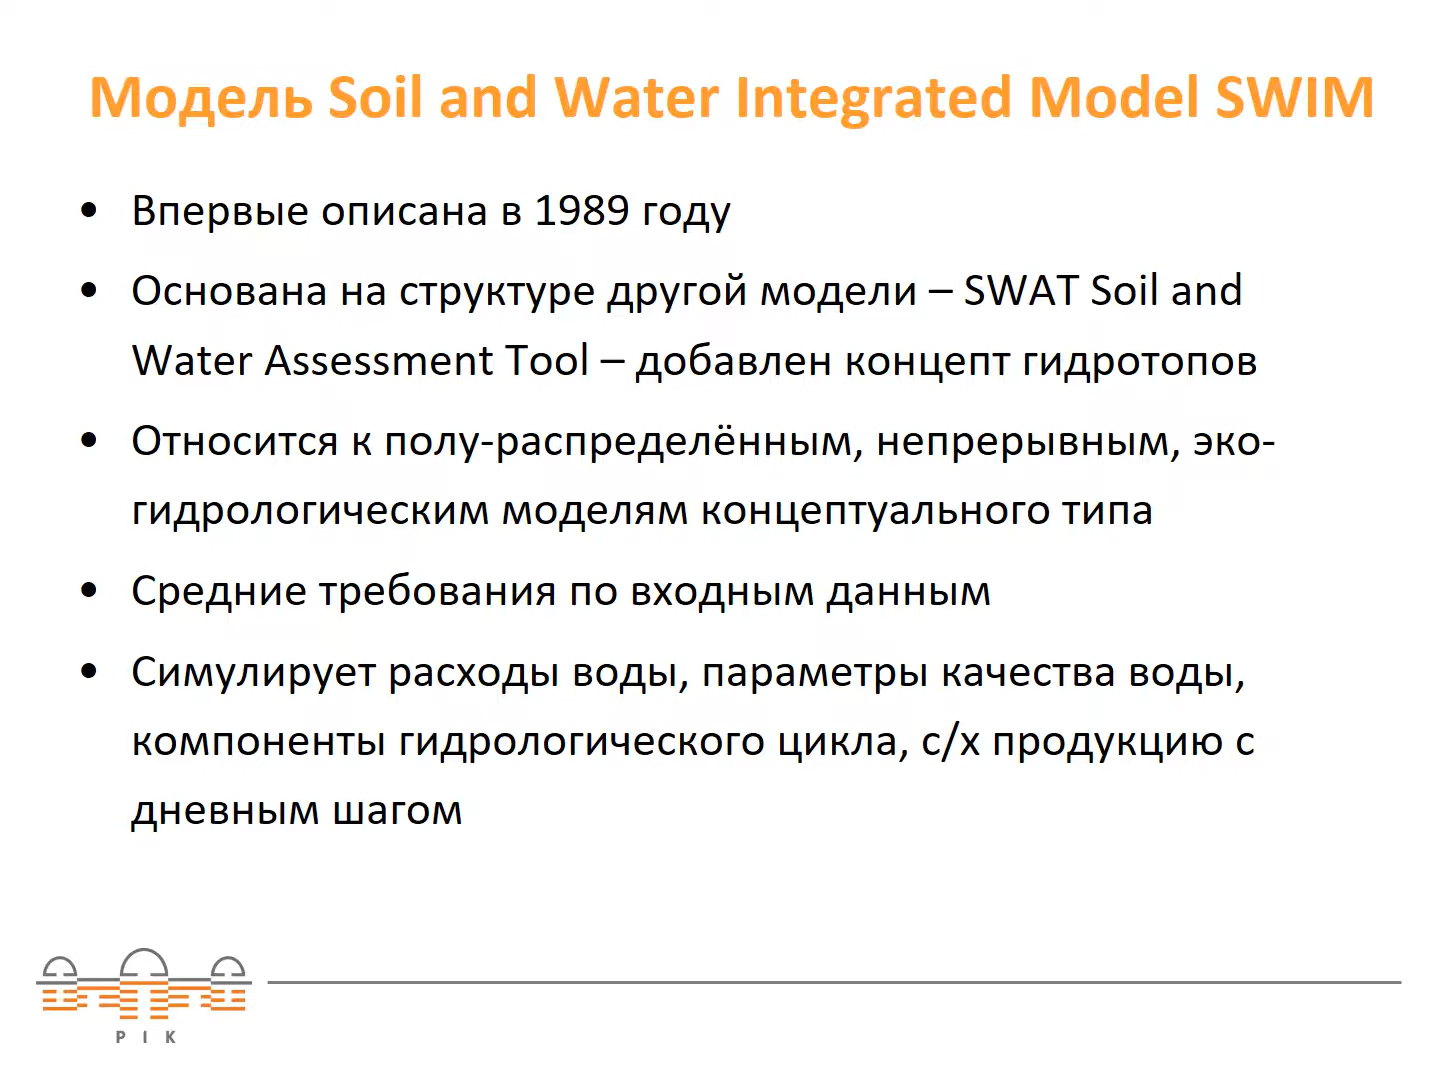 Модель Soil and Water Integrated Model SWIM
• Впервые описана в 1989 году
• Основана на структуре другой модели – SWAT Soil and
Water Assessment Tool – добавлен концепт гидротопов
• Относится к полу-распределённым, непрерывным, эко-
гидрологическим моделям концептуального типа
• Средние требования по входным данным
• Симулирует расходы воды, параметры качества воды,
компоненты гидрологического цикла, с/х продукцию с
дневным шагом
PIK